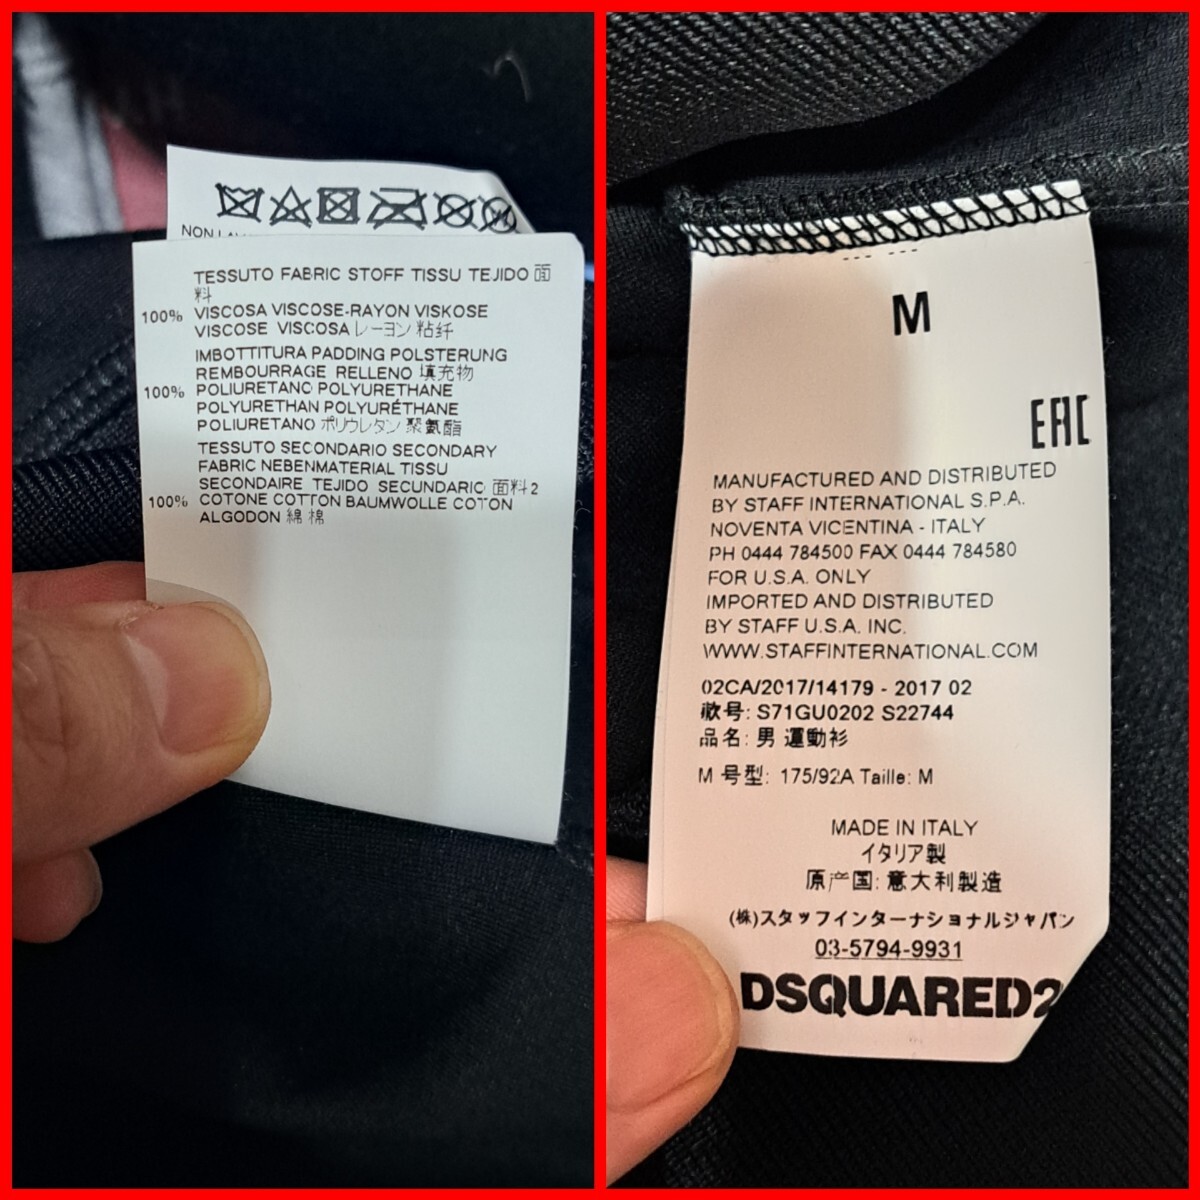 NON
TESSUTO FABRIC STOFF TISSU TEJIDO 面
料
100% VISCOSA VISCOSE-RAYON VISKOSE
VISCOSE VISCOSA レーヨン 粘纤
IMBOTTITURA PADDING POLSTERUNG
REMBOURRAGE RELLENO 填充物
100% POLIURETANO POLYURETHANE
POLYURETHAN POLYURÉTHANE
POLIURETANO ポリウレタン 聚氨酯
TESSUTO SECONDARIO SECONDARY
FABRIC NEBENMATERIAL TISSU
SECONDAIRE TEJIDO SECUNDARIO 面料2
100% COTONE COTTON BAUMWOLLE COTON
ALGODON 綿 棉
M
EAC
MANUFACTURED AND DISTRIBUTED
BY STAFF INTERNATIONAL S.P.A.
NOVENTA VICENTINA - ITALY
PH 0444 784500 FAX 0444 784580
FOR U.S.A. ONLY
IMPORTED AND DISTRIBUTED
BY STAFF U.S.A. INC.
WWW.STAFFINTERNATIONAL.COM
02CA/2017/14179 - 2017 02
款号: S71GU0202 S22744
品名: 男 運動衫
M 号型: 175/92A Taille: M
MADE IN ITALY
イタリア製
原产国: 意大利製造
(株)スタッフインターナショナルジャパン
03-5794-9931
DSQUARED2